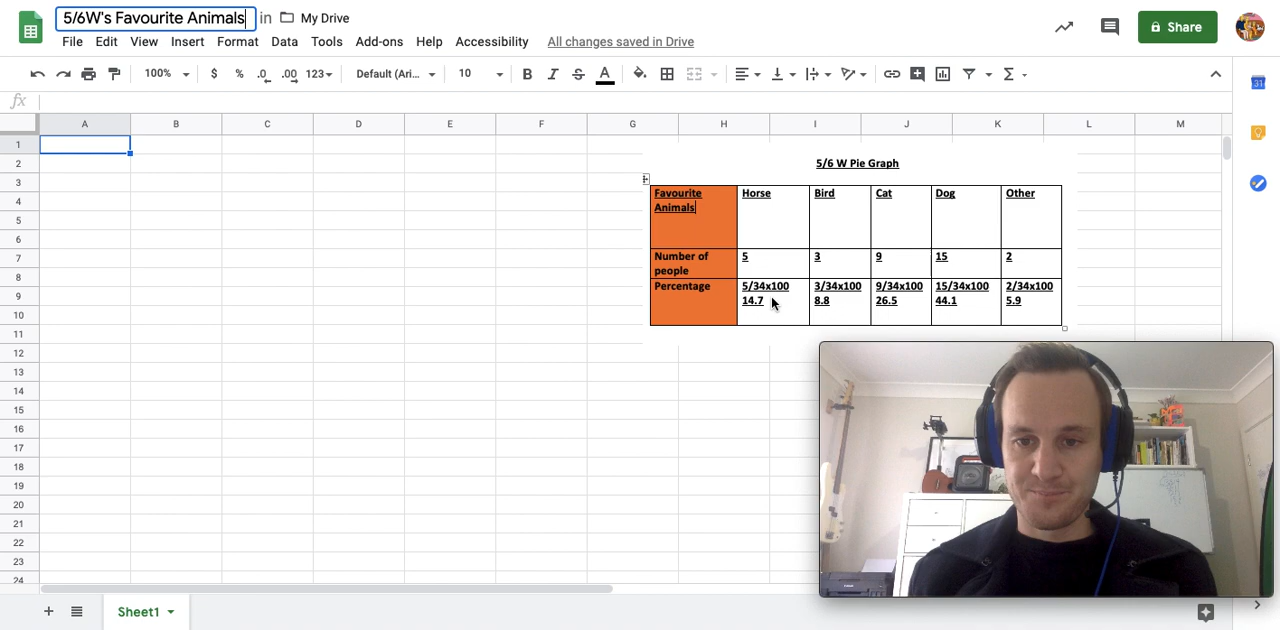 5/6W's Favourite Animals in My Drive
File Edit View Insert Format Data Tools Add-ons Help Accessibility All changes saved in Drive
Share
100% $ % .0 .00 123 Default (Ari... 10 B I S A
fx
A B C D E F G H I J K L M
1
2
3
4
5
6
7
8
9
10
11
12
13
14
15
16
17
18
19
20
21
22
23
24
5/6 W Pie Graph
Favourite Animals Horse Bird Cat Dog Other
Number of people 5 3 9 15 2
Percentage 5/34x100 3/34x100 9/34x100 15/34x100 2/34x100
14.7 8.8 26.5 44.1 5.9
Sheet1
31